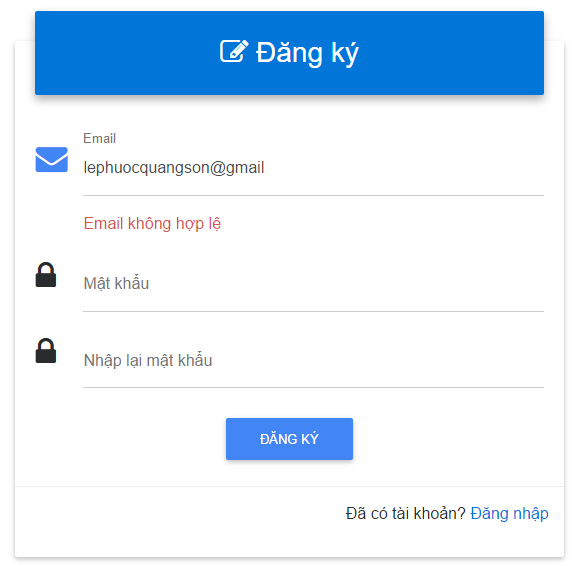 Đăng ký
Email
lephuocquangson@gmail
Email không hợp lệ
Mật khẩu
Nhập lại mật khẩu
ĐĂNG KÝ
Đã có tài khoản? Đăng nhập